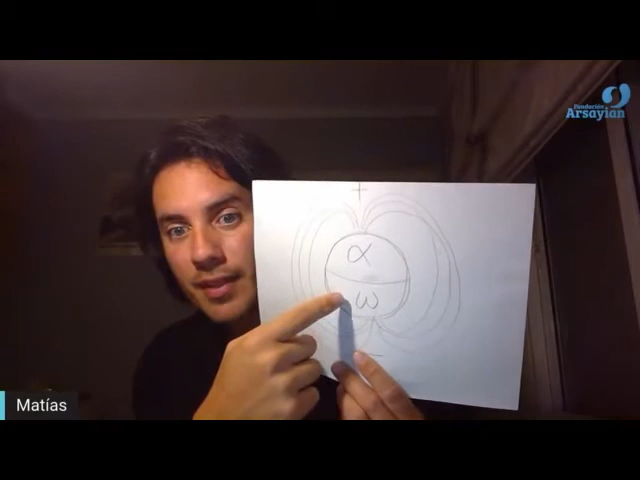 Fundación
Arsayian
+
α
ω
–
Matías